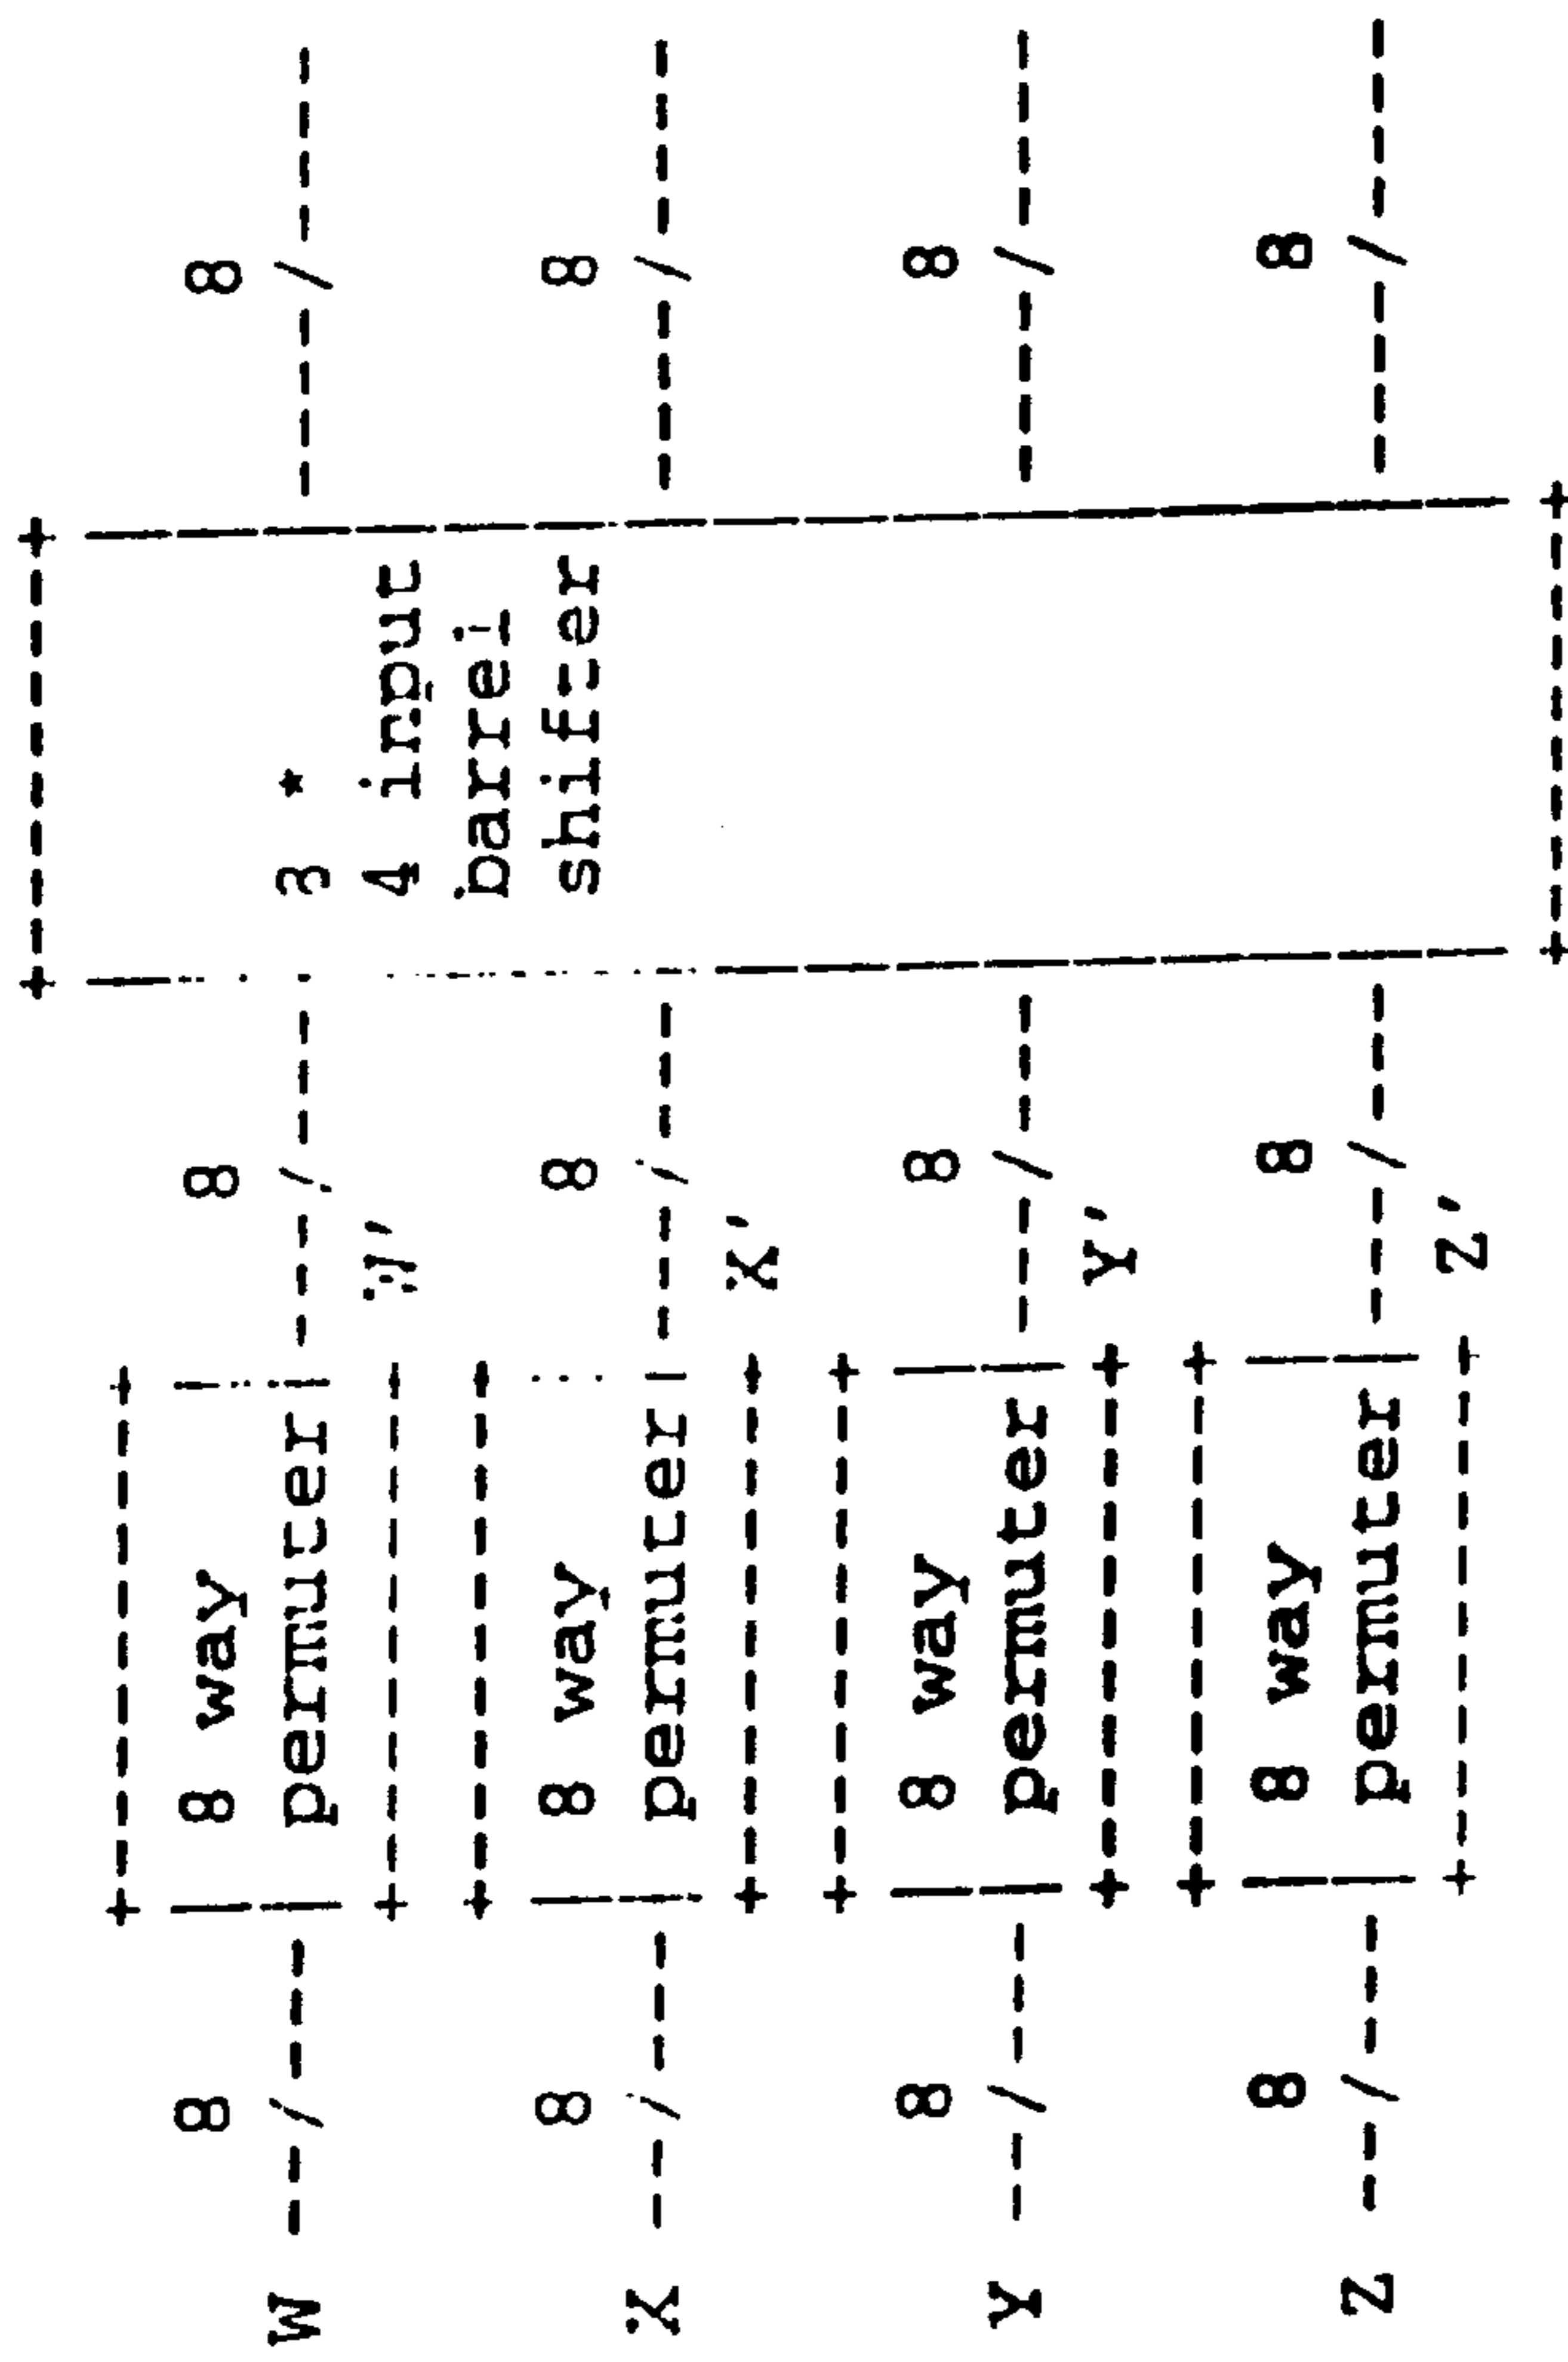 8 8 8
W --/--- 8 way permuter ---/--- 3 * ----/----
W'
4 input
barrel
shifter
8 8 8
X --/--- 8 way permuter ---/--- ----/----
X'
8 8 8
Y --/--- 8 way permuter ---/--- ----/----
Y'
8 8 8
Z --/--- 8 way permuter ---/--- ----/----
Z'